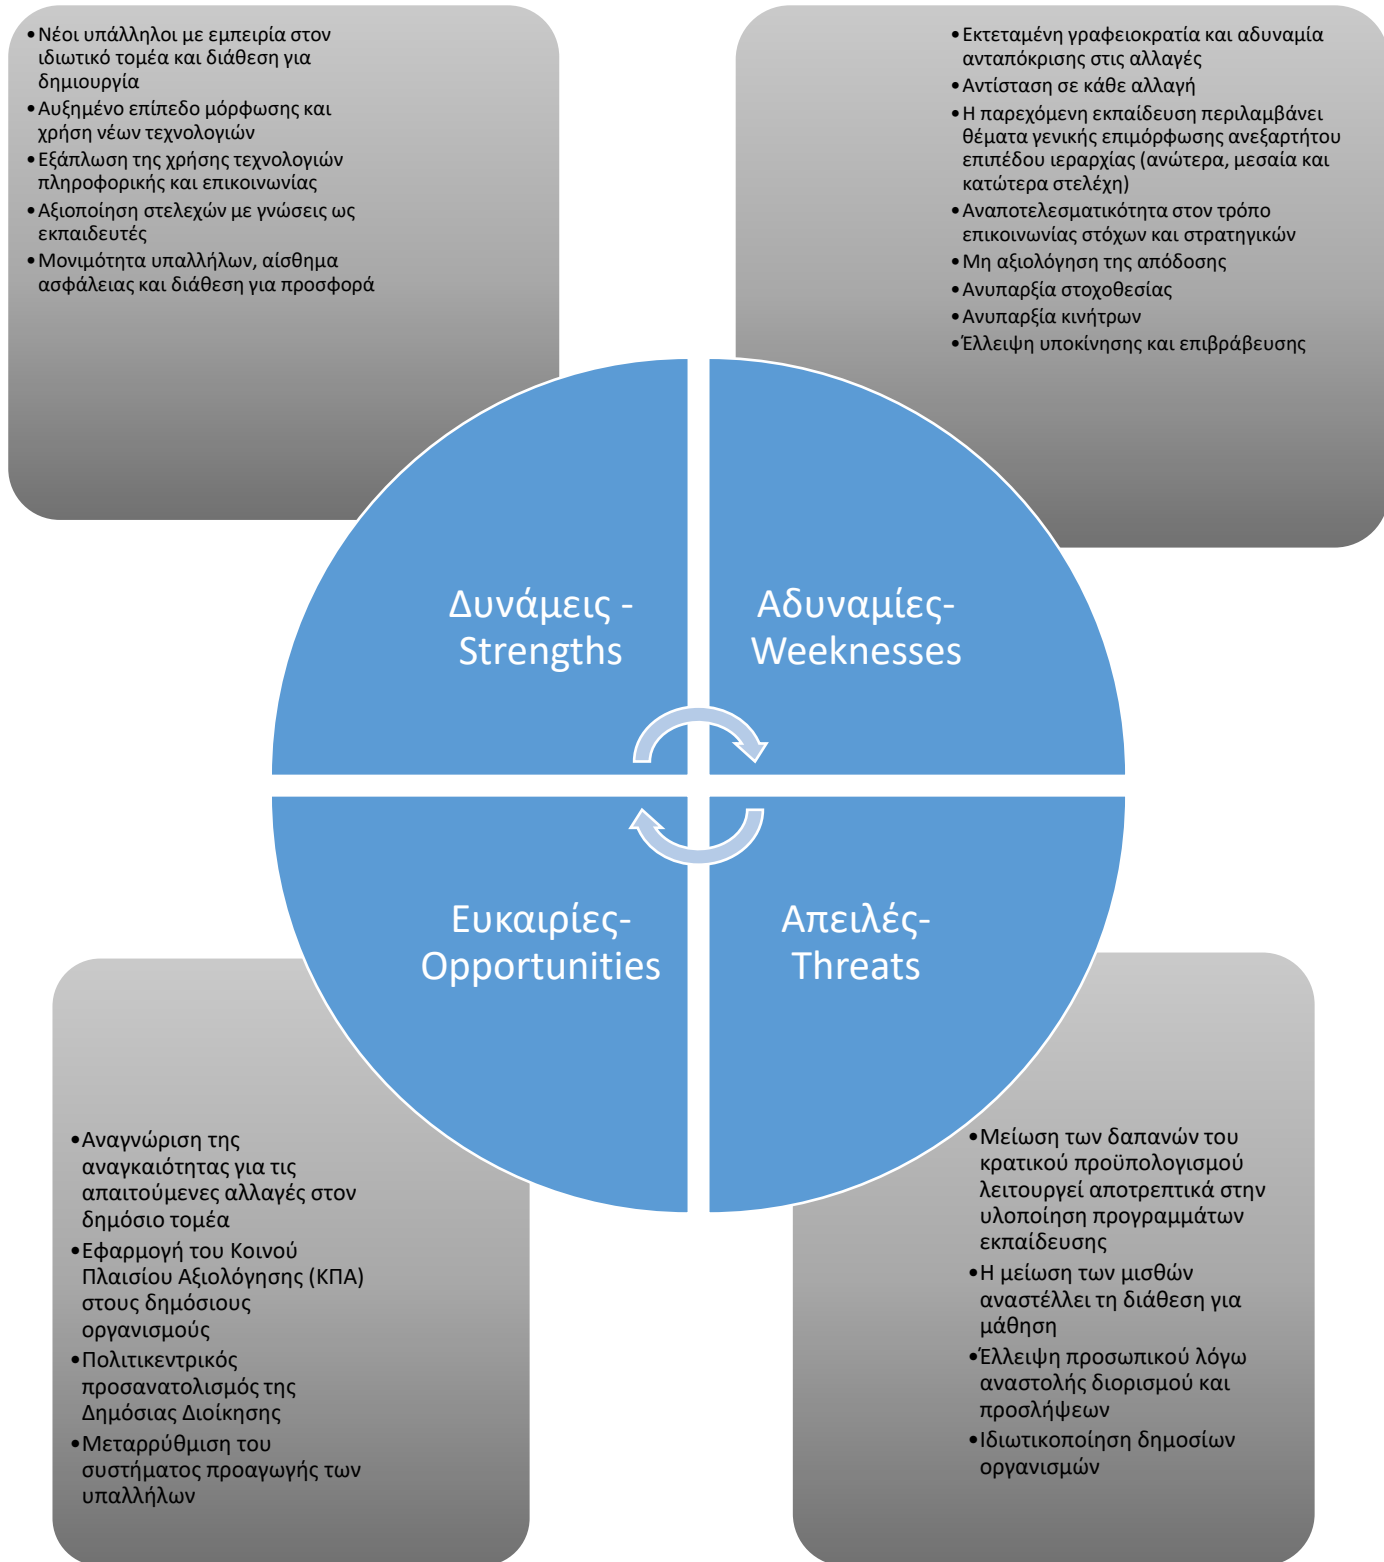 •Νέοι υπάλληλοι με εμπειρία στον
ιδιωτικό τομέα και διάθεση για
δημιουργία
•Αυξημένο επίπεδο μόρφωσης και
χρήση νέων τεχνολογιών
•Εξάπλωση της χρήσης τεχνολογιών
πληροφορικής και επικοινωνίας
•Αξιοποίηση στελεχών με γνώσεις ως
εκπαιδευτές
•Μονιμότητα υπαλλήλων, αίσθημα
ασφάλειας και διάθεση για προσφορά
•Εκτεταμένη γραφειοκρατία και αδυναμία
ανταπόκρισης στις αλλαγές
•Αντίσταση σε κάθε αλλαγή
•Η παρεχόμενη εκπαίδευση περιλαμβάνει
θέματα γενικής επιμόρφωσης ανεξαρτήτου
επιπέδου ιεραρχίας (ανώτερα, μεσαία και
κατώτερα στελέχη)
•Αναποτελεσματικότητα στον τρόπο
επικοινωνίας στόχων και στρατηγικών
•Μη αξιολόγηση της απόδοσης
•Ανυπαρξία στοχοθεσίας
•Ανυπαρξία κινήτρων
•Έλλειψη υποκίνησης και επιβράβευσης
Δυνάμεις -
Strengths
Αδυναμίες-
Weeknesses
Ευκαιρίες-
Opportunities
Απειλές-
Threats
•Αναγνώριση της
αναγκαιότητας για τις
απαιτούμενες αλλαγές στον
δημόσιο τομέα
•Εφαρμογή του Κοινού
Πλαισίου Αξιολόγησης (ΚΠΑ)
στους δημόσιους
οργανισμούς
•Πολιτικεντρικός
προσανατολισμός της
Δημόσιας Διοίκησης
•Μεταρρύθμιση του
συστήματος προαγωγής των
υπαλλήλων
•Μείωση των δαπανών του
κρατικού προϋπολογισμού
λειτουργεί αποτρεπτικά στην
υλοποίηση προγραμμάτων
εκπαίδευσης
•Η μείωση των μισθών
αναστέλλει τη διάθεση για
μάθηση
•Έλλειψη προσωπικού λόγω
αναστολής διορισμού και
προσλήψεων
•Ιδιωτικοποίηση δημοσίων
οργανισμών